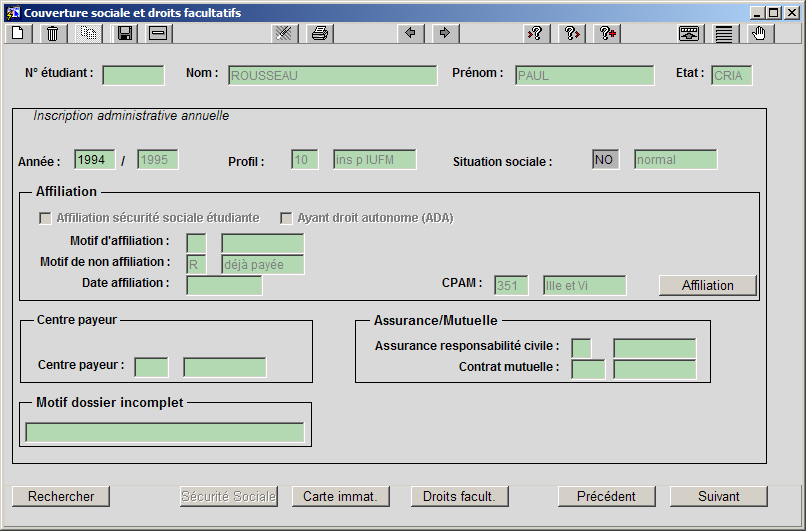 Couverture sociale et droits facultatifs
N° étudiant : Nom : ROUSSEAU Prénom : PAUL Etat : CRIA
Inscription administrative annuelle
Année : 1994 / 1995 Profil : 10 ins p IUFM Situation sociale : NO normal
Affiliation
Affiliation sécurité sociale étudiante Ayant droit autonome (ADA)
Motif d'affiliation :
Motif de non affiliation : R déjà payée
Date affiliation : CPAM : 351 Ille et Vi Affiliation
Centre payeur Assurance/Mutuelle
Assurance responsabilité civile :
Centre payeur : Contrat mutuelle :
Motif dossier incomplet
Rechercher Sécurité Sociale Carte immat. Droits facult. Précédent Suivant